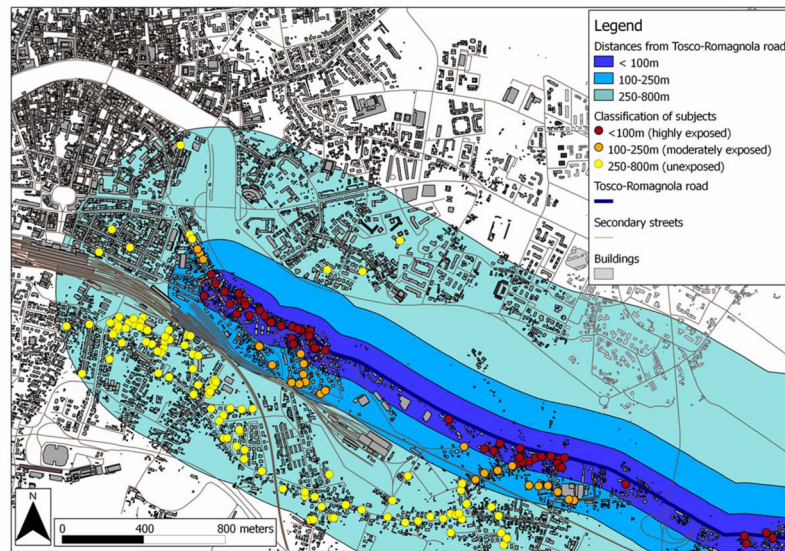 Legend
Distances from Tosco-Romagnola road
< 100m
100-250m
250-800m
Classification of subjects
<100m (highly exposed)
100-250m (moderately exposed)
250-800m (unexposed)
Tosco-Romagnola road
Secondary streets
Buildings
N
0 400 800 meters